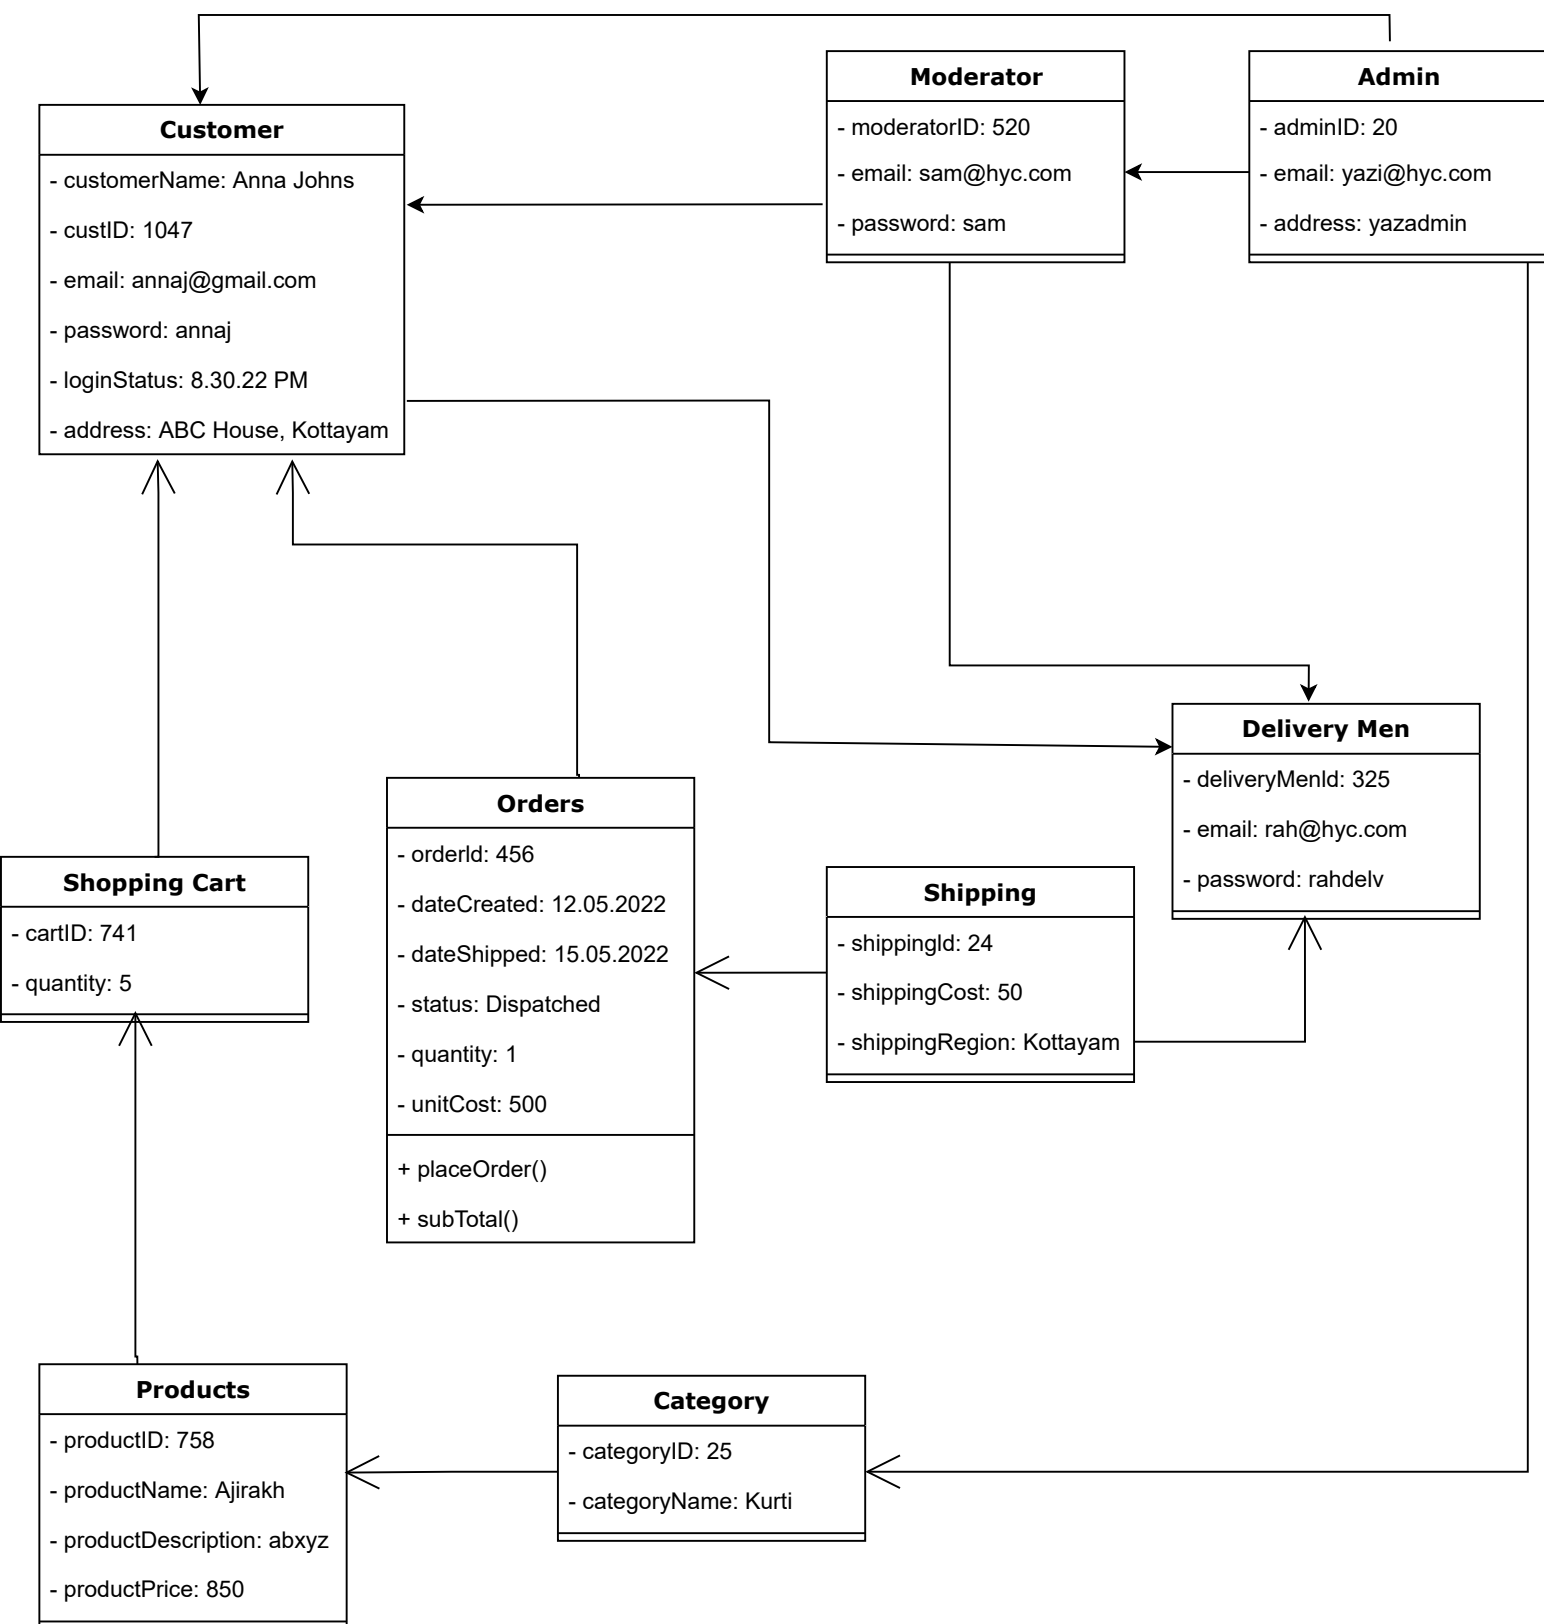 Moderator
- moderatorID: 520
- email: sam@hyc.com
- password: sam
Admin
- adminID: 20
- email: yazi@hyc.com
- address: yazadmin
Customer
- customerName: Anna Johns
- custID: 1047
- email: annaj@gmail.com
- password: annaj
- loginStatus: 8.30.22 PM
- address: ABC House, Kottayam
Delivery Men
- deliveryMenId: 325
- email: rah@hyc.com
- password: rahdelv
Orders
- orderId: 456
- dateCreated: 12.05.2022
- dateShipped: 15.05.2022
- status: Dispatched
- quantity: 1
- unitCost: 500
+ placeOrder()
+ subTotal()
Shopping Cart
- cartID: 741
- quantity: 5
Shipping
- shippingId: 24
- shippingCost: 50
- shippingRegion: Kottayam
Products
- productID: 758
- productName: Ajirakh
- productDescription: abxyz
- productPrice: 850
Category
- categoryID: 25
- categoryName: Kurti